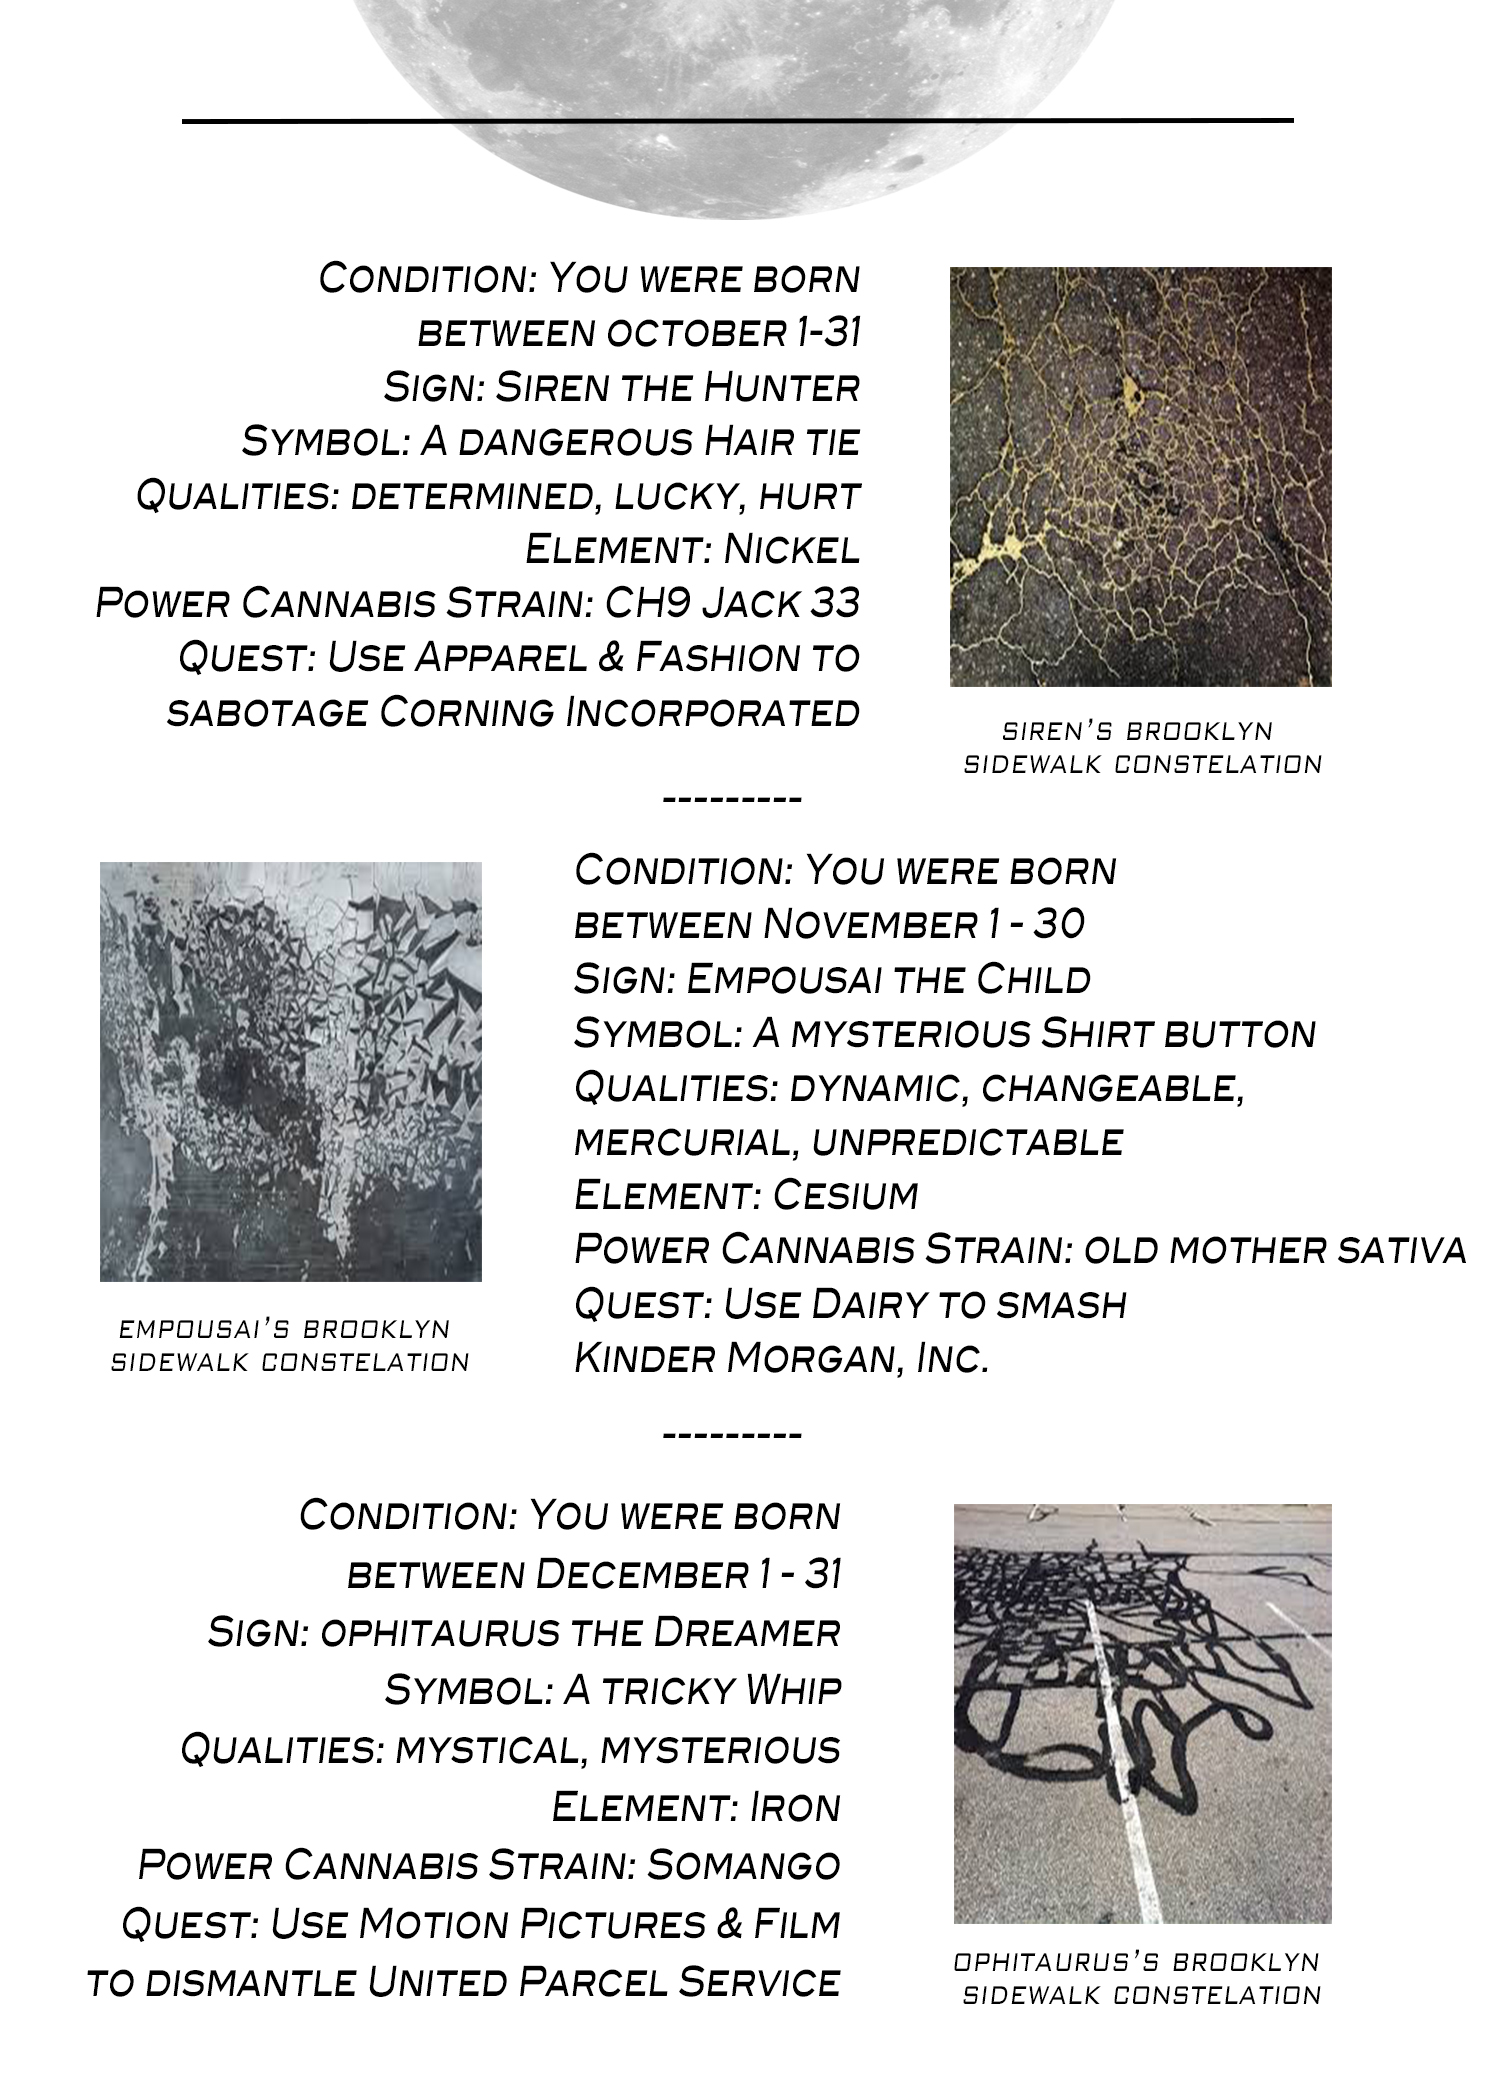 Condition: You were born
between october 1-31
Sign: Siren the Hunter
Symbol: A dangerous Hair tie
Qualities: determined, lucky, hurt
Element: Nickel
Power Cannabis Strain: CH9 Jack 33
Quest: Use Apparel & Fashion to
sabotage Corning Incorporated
SIREN'S BROOKLYN
SIDEWALK CONSTELATION
---------
Condition: You were born
between November 1 - 30
Sign: Empousai the Child
Symbol: A mysterious Shirt button
Qualities: dynamic, changeable,
mercurial, unpredictable
Element: Cesium
Power Cannabis Strain: old mother sativa
Quest: Use Dairy to smash
Kinder Morgan, Inc.
EMPOUSAI'S BROOKLYN
SIDEWALK CONSTELATION
---------
Condition: You were born
between December 1 - 31
Sign: ophitaurus the Dreamer
Symbol: A tricky Whip
Qualities: mystical, mysterious
Element: Iron
Power Cannabis Strain: Somango
Quest: Use Motion Pictures & Film
to dismantle United Parcel Service
OPHITAURUS'S BROOKLYN
SIDEWALK CONSTELATION